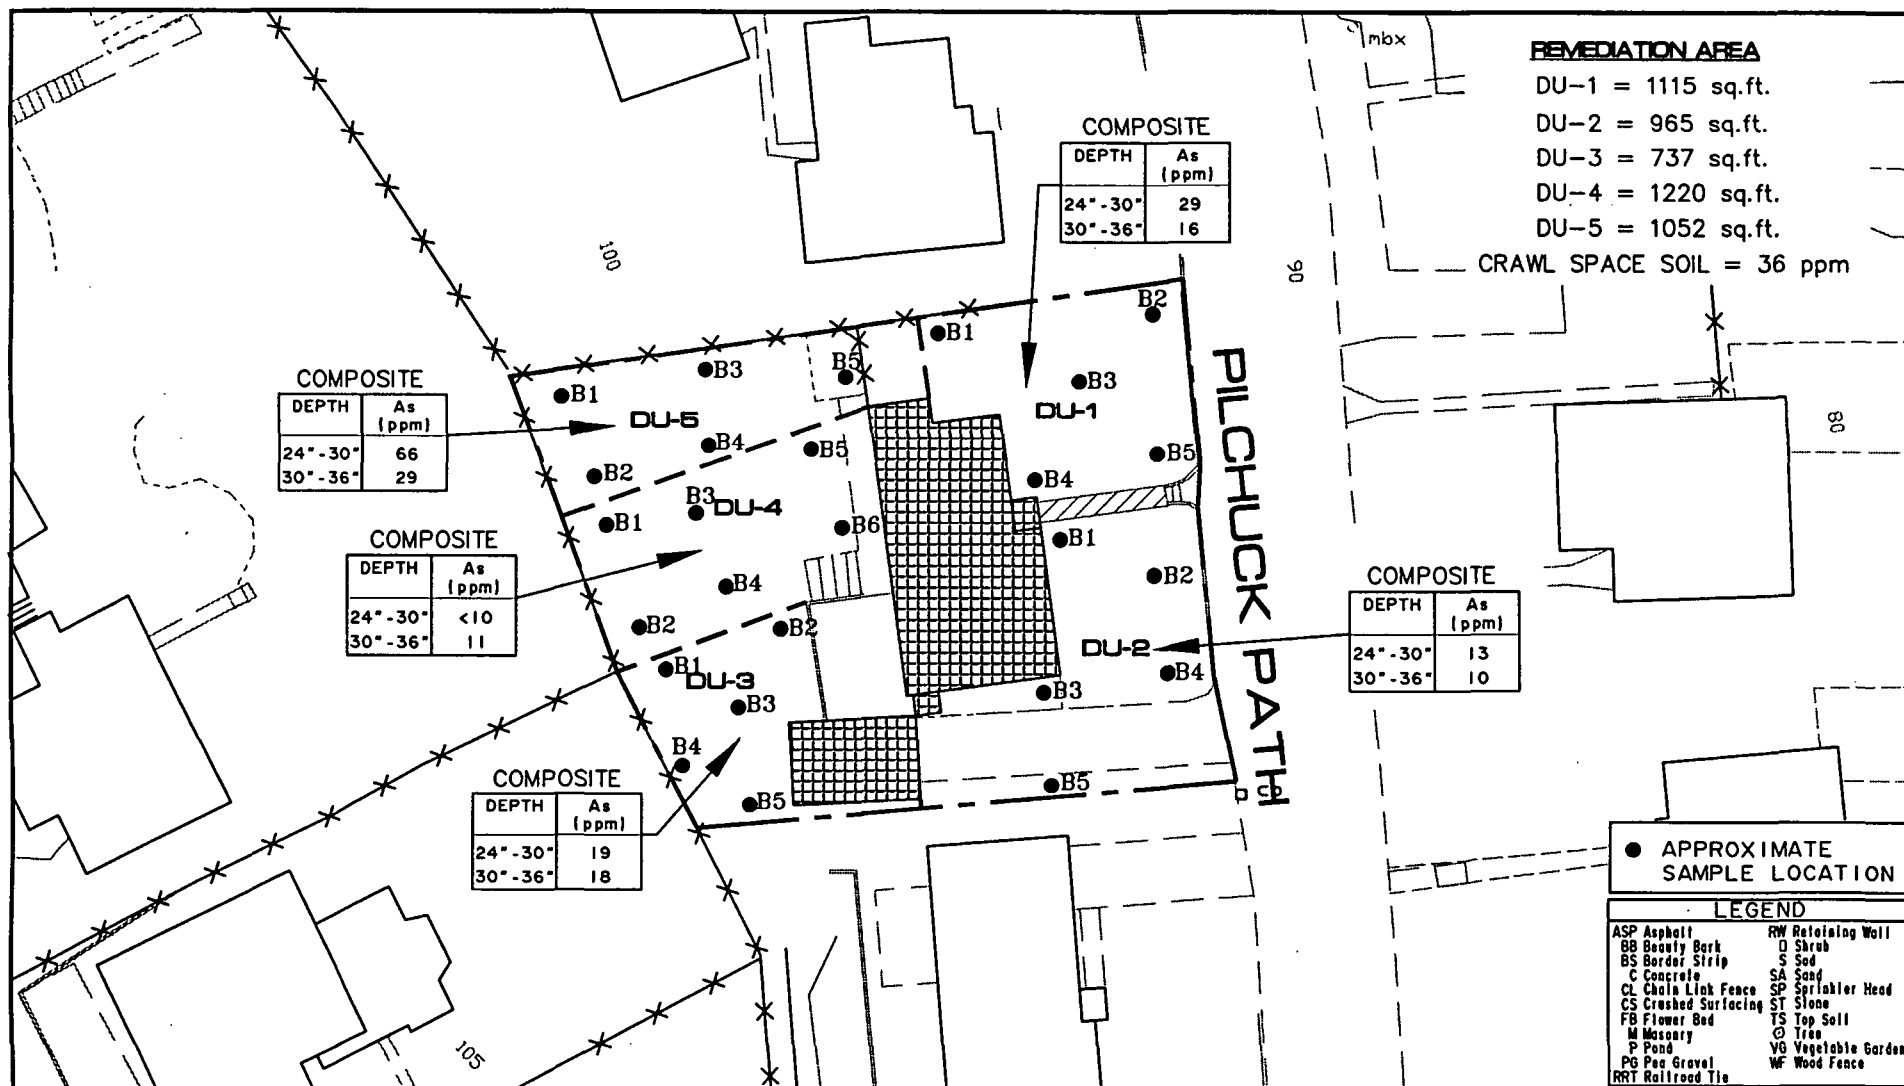 mbx
REMEDIATION AREA
DU-1 = 1115 sq.ft.
DU-2 = 965 sq.ft.
DU-3 = 737 sq.ft.
DU-4 = 1220 sq.ft.
DU-5 = 1052 sq.ft.
CRAWL SPACE SOIL = 36 ppm
COMPOSITE
DEPTH As (ppm)
24"-30" 29
30"-36" 16
100
90
80
105
B1
B2
B3
DU-1
B4
B5
COMPOSITE
DEPTH As (ppm)
24"-30" 66
30"-36" 29
B1
B3
B5
DU-5
B4
B2
COMPOSITE
DEPTH As (ppm)
24"-30" <10
30"-36" 11
B5
B3
DU-4
B1
B6
B4
B2
PILCHUCK PATH
B1
B2
DU-2
B4
B3
B5
COMPOSITE
DEPTH As (ppm)
24"-30" 13
30"-36" 10
B2
B1
DU-3
B3
B4
B5
COMPOSITE
DEPTH As (ppm)
24"-30" 19
30"-36" 18
APPROXIMATE
SAMPLE LOCATION
LEGEND
ASP Asphalt
BB Beauty Bark
BS Border Strip
C Concrete
CL Chain Link Fence
CS Crushed Surfacing
FB Flower Bed
M Masonry
P Pond
PG Pea Gravel
RRT Railroad Tie
RW Retaining Wall
Shrub
S Sod
SA Sand
SP Sprinkler Head
ST Stone
TS Top Soil
Tree
VG Vegetable Garden
WF Wood Fence